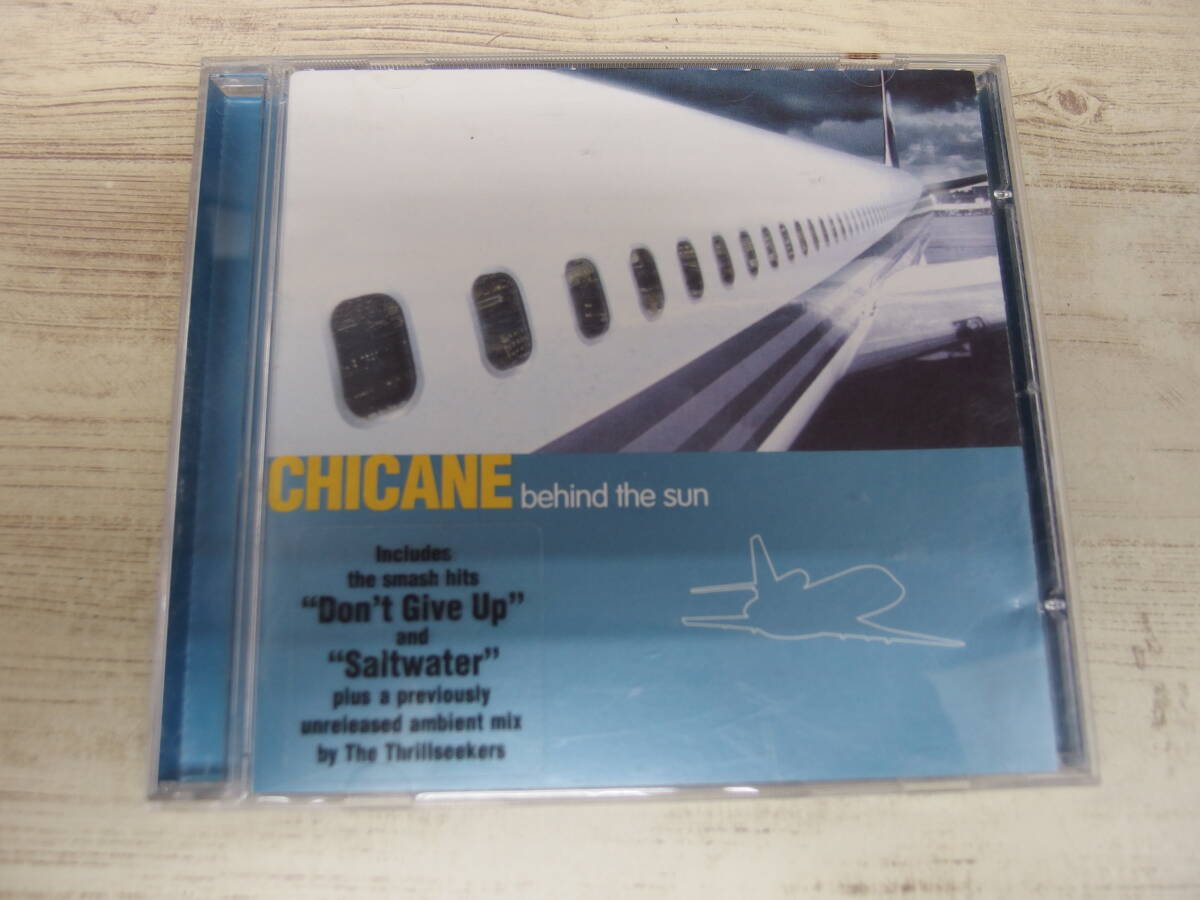 CHICANE behind the sun
Includes
the smash hits
“Don't Give Up”
and
“Saltwater”
plus a previously
unreleased ambient mix
by The Thrillseekers